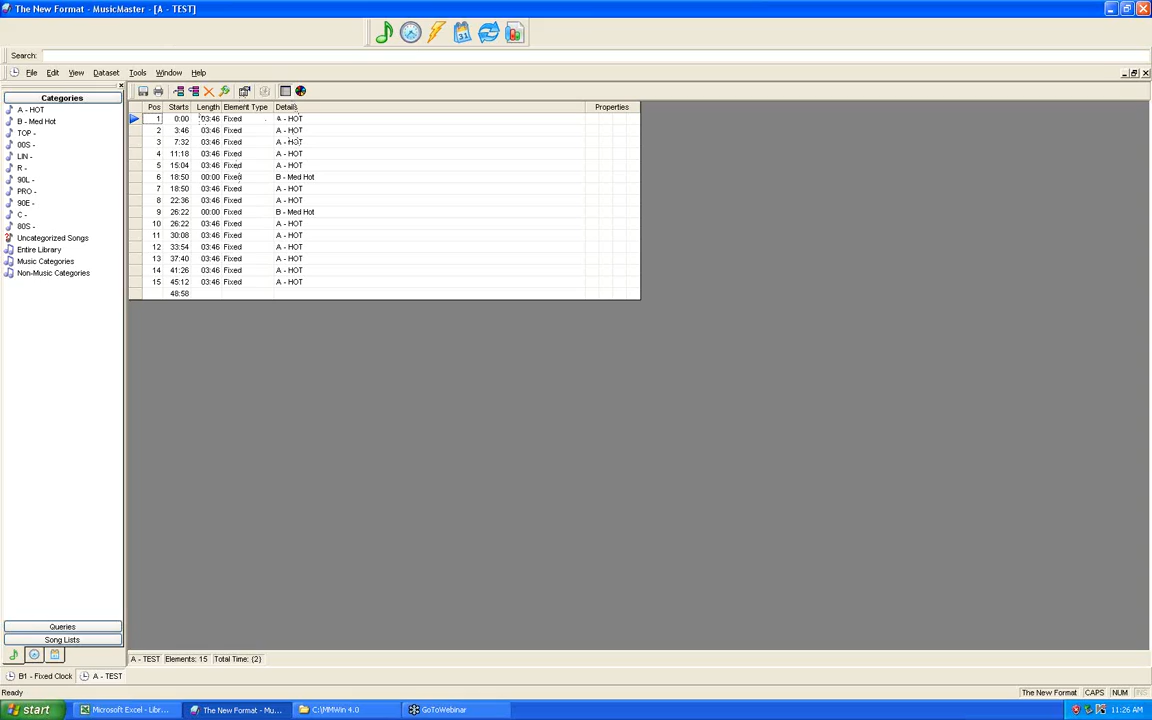 The New Format - MusicMaster - [A - TEST]
31
Search:
File Edit View Dataset Tools Window Help
Categories
A - HOT
B - Med Hot
TOP -
00S -
LIN -
R -
90L -
PRO -
90E -
C -
80S -
Uncategorized Songs
Entire Library
Music Categories
Non-Music Categories
Queries
Song Lists
Pos Starts Length Element Type Details Properties
1 0:00 03:46 Fixed A - HOT
2 3:46 03:46 Fixed A - HOT
3 7:32 03:46 Fixed A - HOT
4 11:18 03:46 Fixed A - HOT
5 15:04 03:46 Fixed A - HOT
6 18:50 00:00 Fixed B - Med Hot
7 18:50 03:46 Fixed A - HOT
8 22:36 03:46 Fixed A - HOT
9 26:22 00:00 Fixed B - Med Hot
10 26:22 03:46 Fixed A - HOT
11 30:08 03:46 Fixed A - HOT
12 33:54 03:46 Fixed A - HOT
13 37:40 03:46 Fixed A - HOT
14 41:26 03:46 Fixed A - HOT
15 45:12 03:46 Fixed A - HOT
48:58
A - TEST Elements: 15 Total Time: {2}
B1 - Fixed Clock A - TEST
Ready The New Format CAPS NUM INS
start Microsoft Excel - Libr... The New Format - Mu... C:\MMWin 4.0 GoToWebinar 11:26 AM